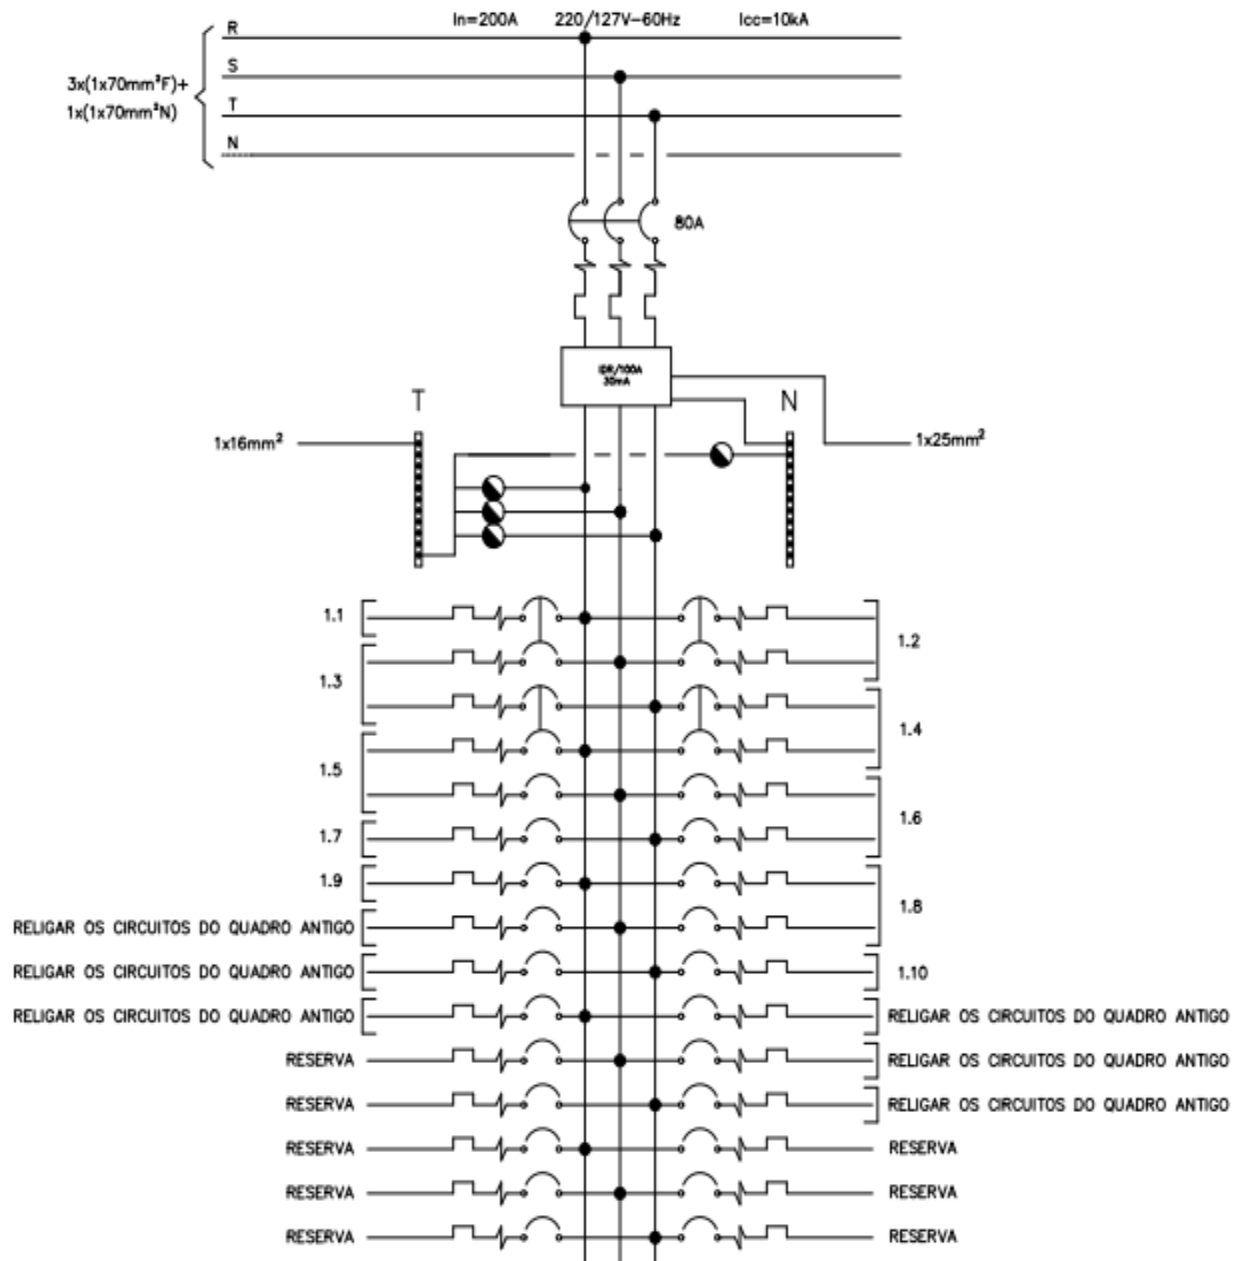 In=200A 220/127V-60Hz Icc=10kA
R
S
3x(1x70mm²F)+
T
1x(1x70mm²N)
N
80A
IDR/100A
30mA
T N
1x16mm² 1x25mm²
1.1
1.2
1.3
1.4
1.5
1.6
1.7
1.9
1.8
RELIGAR OS CIRCUITOS DO QUADRO ANTIGO
RELIGAR OS CIRCUITOS DO QUADRO ANTIGO 1.10
RELIGAR OS CIRCUITOS DO QUADRO ANTIGO RELIGAR OS CIRCUITOS DO QUADRO ANTIGO
RESERVA RELIGAR OS CIRCUITOS DO QUADRO ANTIGO
RESERVA RELIGAR OS CIRCUITOS DO QUADRO ANTIGO
RESERVA RESERVA
RESERVA RESERVA
RESERVA RESERVA